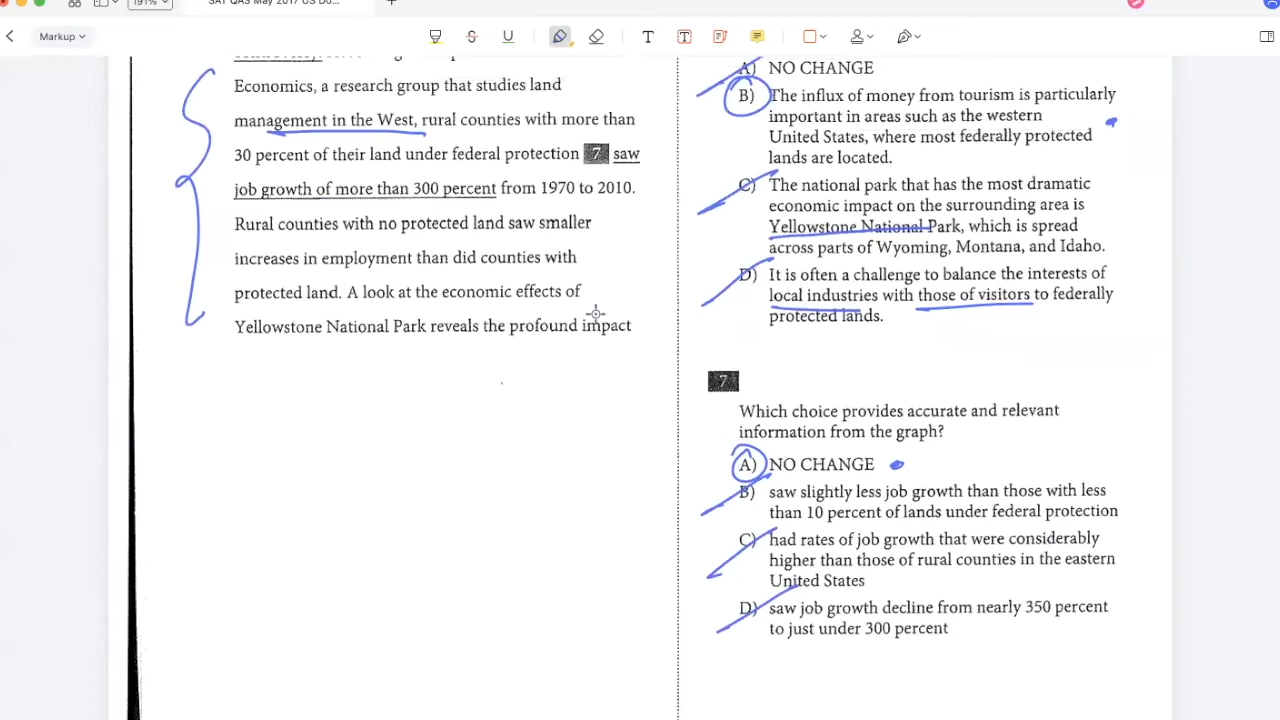 191%
SAT QAS May 2017 US Do...
Markup
T
T
Economics, a research group that studies land
management in the West, rural counties with more than
30 percent of their land under federal protection 7 saw
job growth of more than 300 percent from 1970 to 2010.
Rural counties with no protected land saw smaller
increases in employment than did counties with
protected land. A look at the economic effects of
Yellowstone National Park reveals the profound impact
A) NO CHANGE
B) The influx of money from tourism is particularly
important in areas such as the western
United States, where most federally protected
lands are located.
C) The national park that has the most dramatic
economic impact on the surrounding area is
Yellowstone National Park, which is spread
across parts of Wyoming, Montana, and Idaho.
D) It is often a challenge to balance the interests of
local industries with those of visitors to federally
protected lands.
7
Which choice provides accurate and relevant
information from the graph?
A) NO CHANGE
B) saw slightly less job growth than those with less
than 10 percent of lands under federal protection
C) had rates of job growth that were considerably
higher than those of rural counties in the eastern
United States
D) saw job growth decline from nearly 350 percent
to just under 300 percent